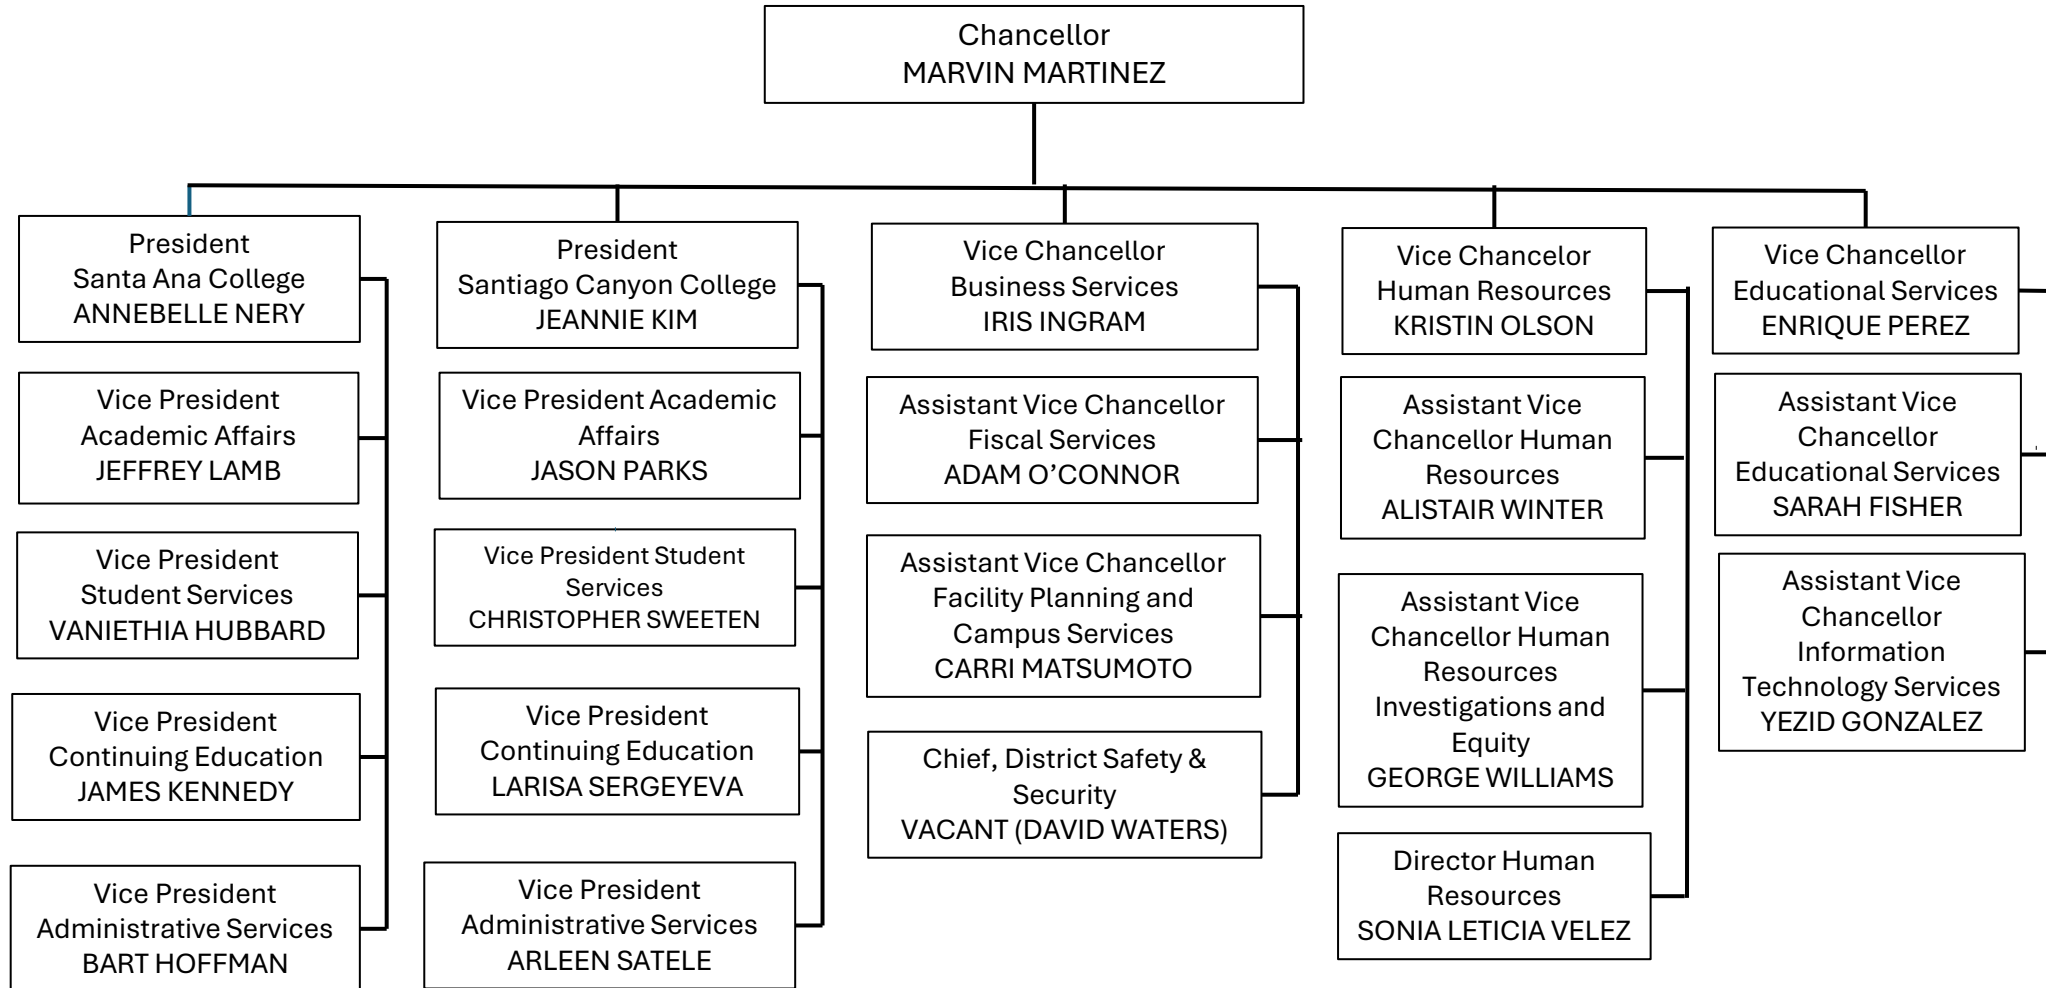 Chancellor
MARVIN MARTINEZ
President
Santa Ana College
ANNEBELLE NERY
Vice President
Academic Affairs
JEFFREY LAMB
Vice President
Student Services
VANIETHIA HUBBARD
Vice President
Continuing Education
JAMES KENNEDY
Vice President
Administrative Services
BART HOFFMAN
President
Santiago Canyon College
JEANNIE KIM
Vice President Academic
Affairs
JASON PARKS
Vice President Student
Services
CHRISTOPHER SWEETEN
Vice President
Continuing Education
LARISA SERGEYEVA
Vice President
Administrative Services
ARLEEN SATELE
Vice Chancellor
Business Services
IRIS INGRAM
Assistant Vice Chancellor
Fiscal Services
ADAM O’CONNOR
Assistant Vice Chancellor
Facility Planning and
Campus Services
CARRI MATSUMOTO
Chief, District Safety &
Security
VACANT (DAVID WATERS)
Vice Chancelor
Human Resources
KRISTIN OLSON
Assistant Vice
Chancellor Human
Resources
ALISTAIR WINTER
Assistant Vice
Chancellor Human
Resources
Investigations and
Equity
GEORGE WILLIAMS
Director Human
Resources
SONIA LETICIA VELEZ
Vice Chancellor
Educational Services
ENRIQUE PEREZ
Assistant Vice
Chancellor
Educational Services
SARAH FISHER
Assistant Vice
Chancellor
Information
Technology Services
YEZID GONZALEZ